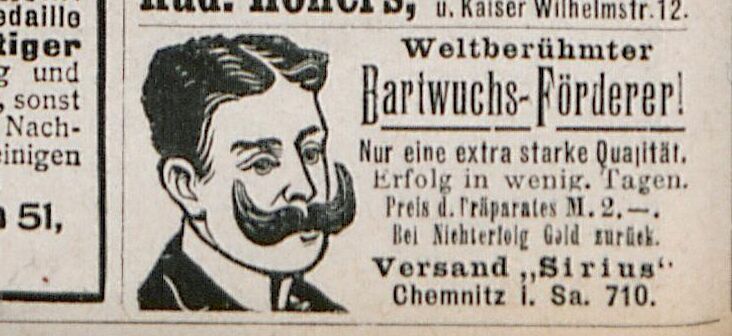 edaille
tiger
g und
, sonst
Nach-
einigen
51,
u. Kaiser Wilhelmstr. 12.
Weltberühmter
Bartwuchs-Förderer!
Nur eine extra starke Qualität.
Erfolg in wenig. Tagen.
Preis d. Präparates M. 2.—.
Bei Nichterfolg Geld zurück.
Versand „Sirius“
Chemnitz i. Sa. 710.